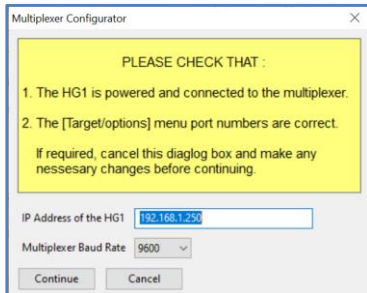 Multiplexer Configurator
PLEASE CHECK THAT :
1. The HG1 is powered and connected to the multiplexer.
2. The [Target/options] menu port numbers are correct.
If required, cancel this diaglog box and make any
nessesary changes before continuing.
IP Address of the HG1 192.168.1.250
Multiplexer Baud Rate 9600
Continue Cancel